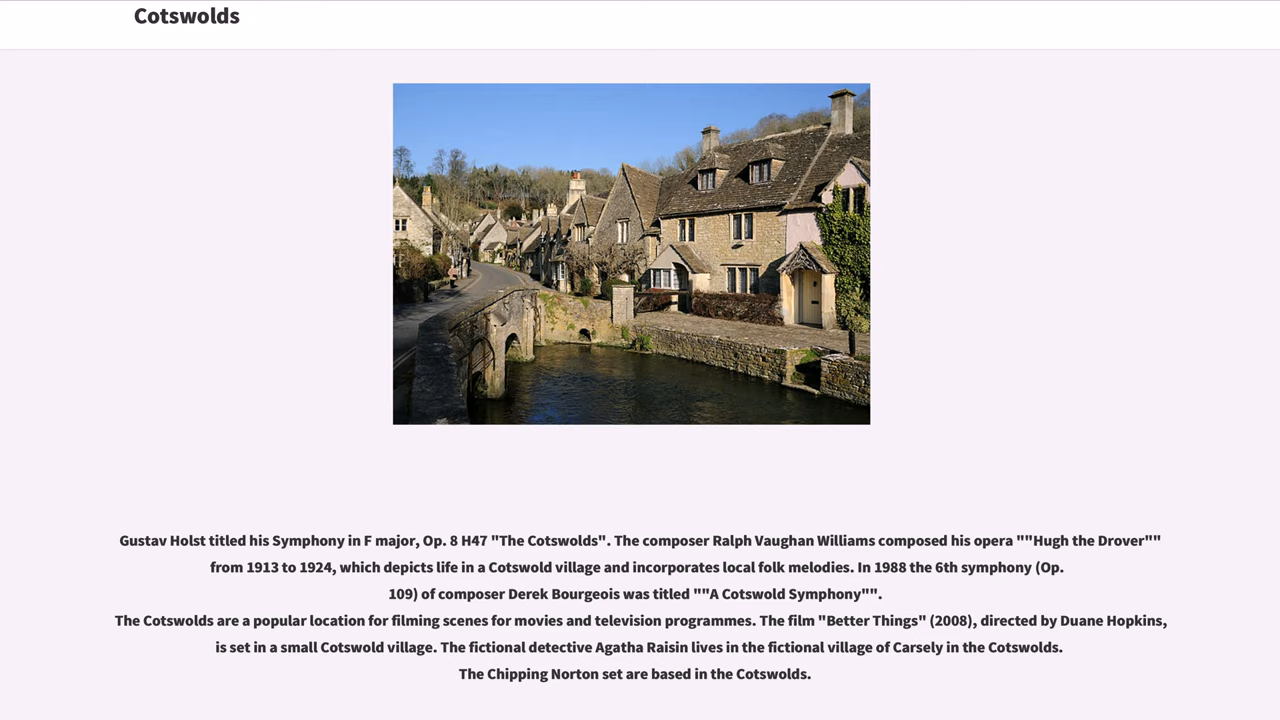 Cotswolds
Gustav Holst titled his Symphony in F major, Op. 8 H47 "The Cotswolds". The composer Ralph Vaughan Williams composed his opera ""Hugh the Drover""
from 1913 to 1924, which depicts life in a Cotswold village and incorporates local folk melodies. In 1988 the 6th symphony (Op.
109) of composer Derek Bourgeois was titled ""A Cotswold Symphony"".
The Cotswolds are a popular location for filming scenes for movies and television programmes. The film "Better Things" (2008), directed by Duane Hopkins,
is set in a small Cotswold village. The fictional detective Agatha Raisin lives in the fictional village of Carsely in the Cotswolds.
The Chipping Norton set are based in the Cotswolds.